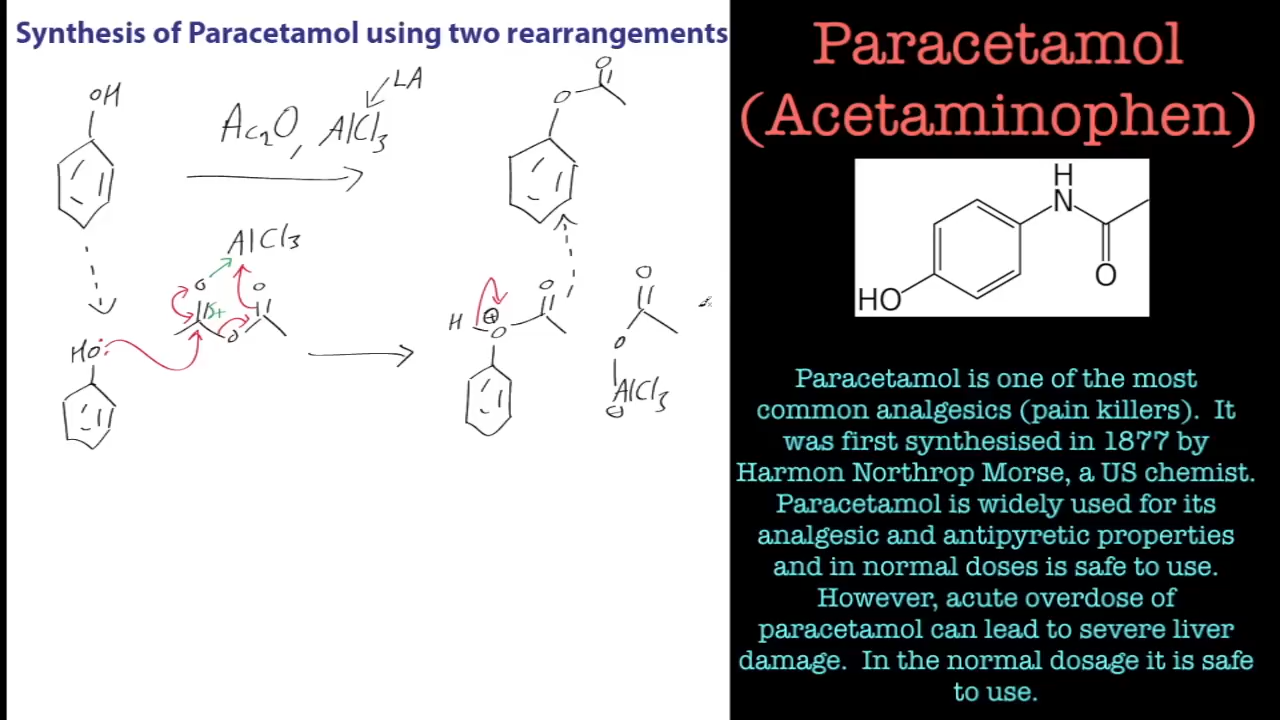 Synthesis of Paracetamol using two rearrangements
OH
Ac2O, AlCl3
LA
O
O
AlCl3
O
O
δ+
O
HO:
H
⊕
O
O
O
O
AlCl3
⊖
Paracetamol
(Acetaminophen)
H
N
O
HO
Paracetamol is one of the most
common analgesics (pain killers). It
was first synthesised in 1877 by
Harmon Northrop Morse, a US chemist.
Paracetamol is widely used for its
analgesic and antipyretic properties
and in normal doses is safe to use.
However, acute overdose of
paracetamol can lead to severe liver
damage. In the normal dosage it is safe
to use.